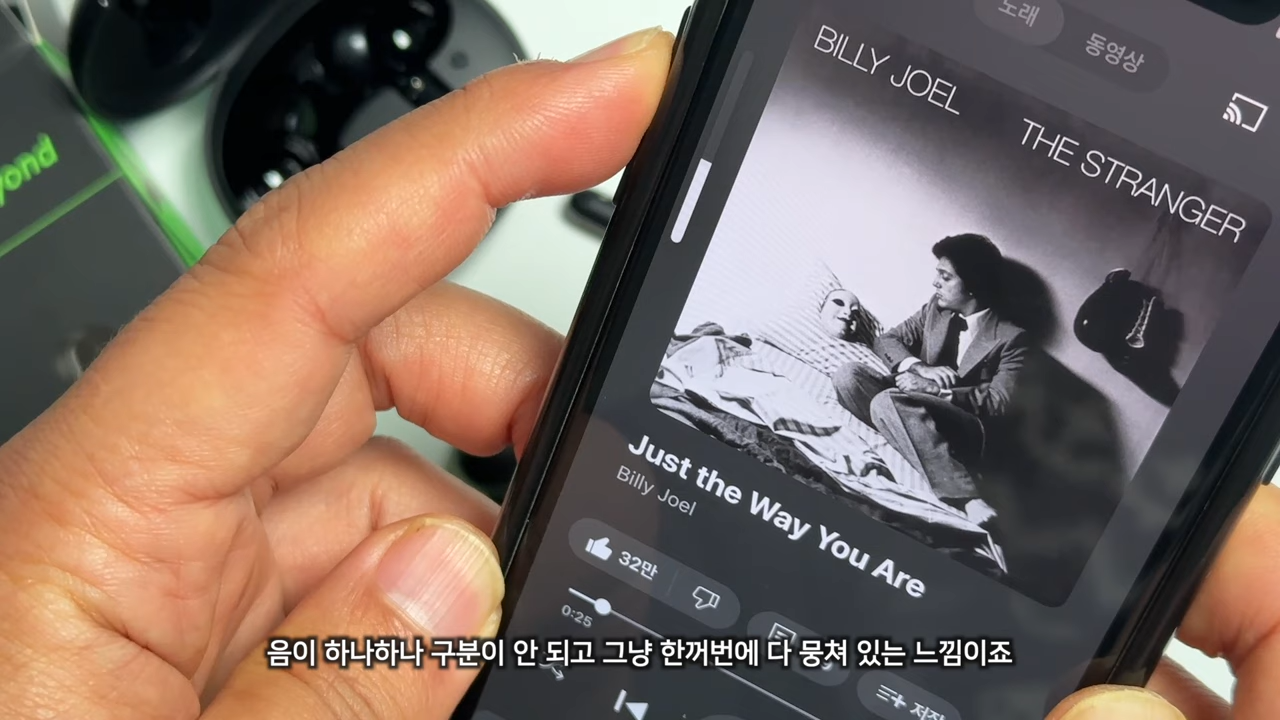 노래
동영상
BILLY JOEL
THE STRANGER
Just the Way You Are
Billy Joel
32만
0:25
저장
음이 하나하나 구분이 안 되고 그냥 한꺼번에 다 뭉쳐 있는 느낌이죠